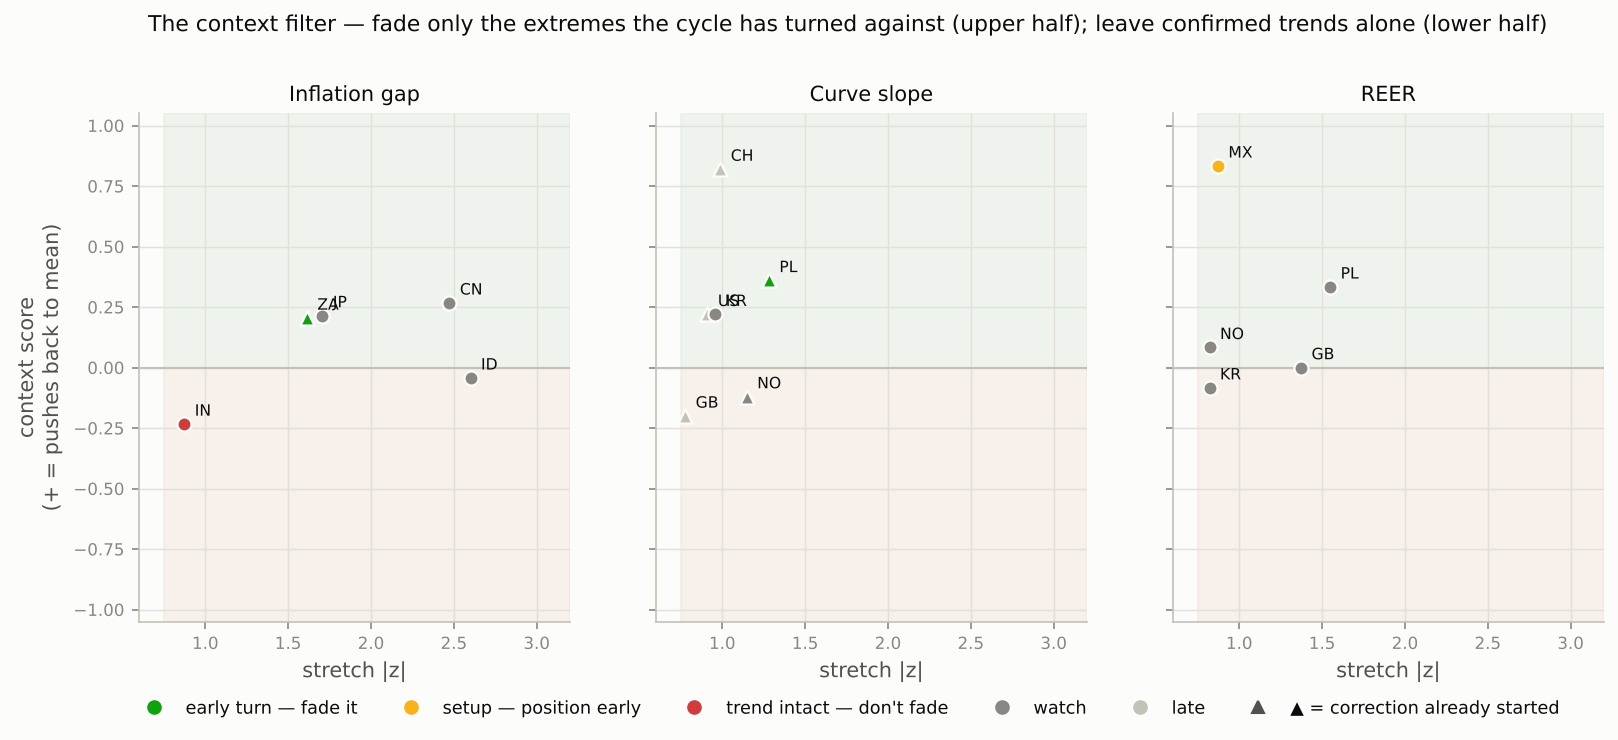 The context filter — fade only the extremes the cycle has turned against (upper half); leave confirmed trends alone (lower half)
Inflation gap
Curve slope
REER
context score
(+ = pushes back to mean)
1.00
0.75
0.50
0.25
0.00
−0.25
−0.50
−0.75
−1.00
ZA
JP
CN
ID
IN
1.0 1.5 2.0 2.5 3.0
stretch |z|
CH
PL
US
KR
NO
GB
1.0 1.5 2.0 2.5 3.0
stretch |z|
MX
PL
NO
GB
KR
1.0 1.5 2.0 2.5 3.0
stretch |z|
early turn — fade it setup — position early trend intact — don't fade watch late ▲ = correction already started